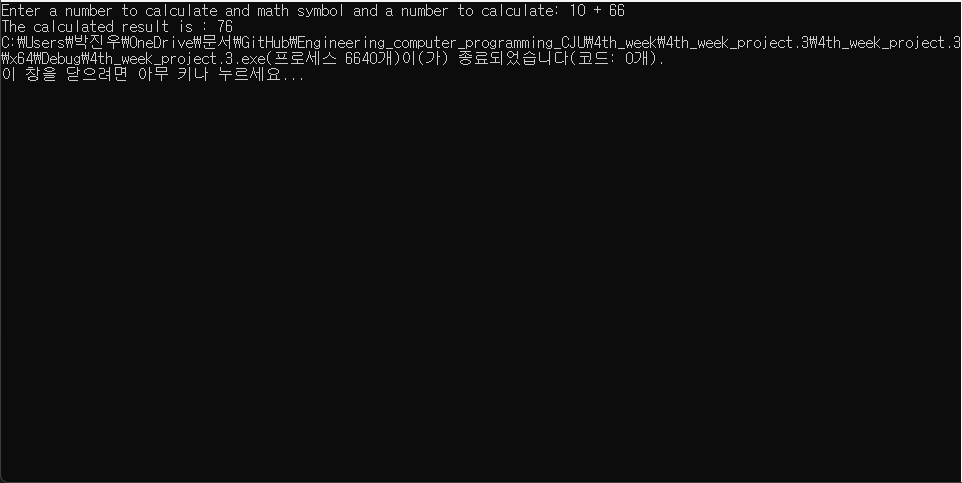 Enter a number to calculate and math symbol and a number to calculate: 10 + 66
The calculated result is : 76
C:₩Users₩박진우₩OneDrive₩문서₩GitHub₩Engineering_computer_programming_CJU₩4th_week₩4th_week_project.3₩4th_week_project.3
₩x64₩Debug₩4th_week_project.3.exe(프로세스 6640개)이(가) 종료되었습니다(코드: 0개).
이 창을 닫으려면 아무 키나 누르세요...